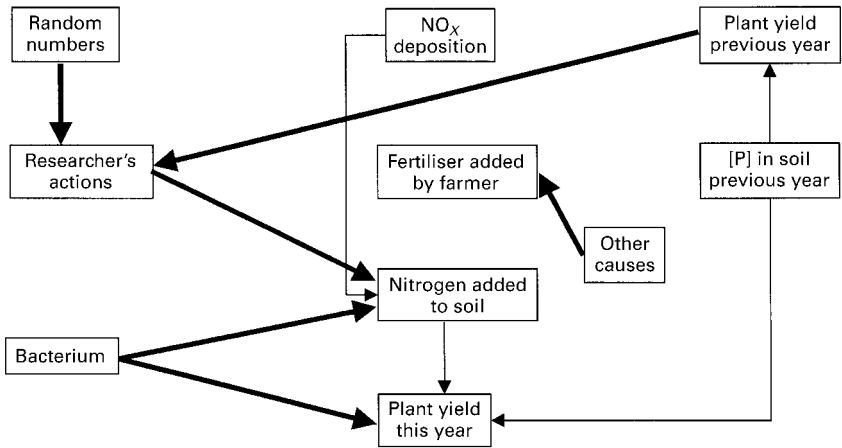 Random
numbers
NOX
deposition
Plant yield
previous year
Researcher's
actions
Fertiliser added
by farmer
[P] in soil
previous year
Other
causes
Nitrogen added
to soil
Bacterium
Plant yield
this year